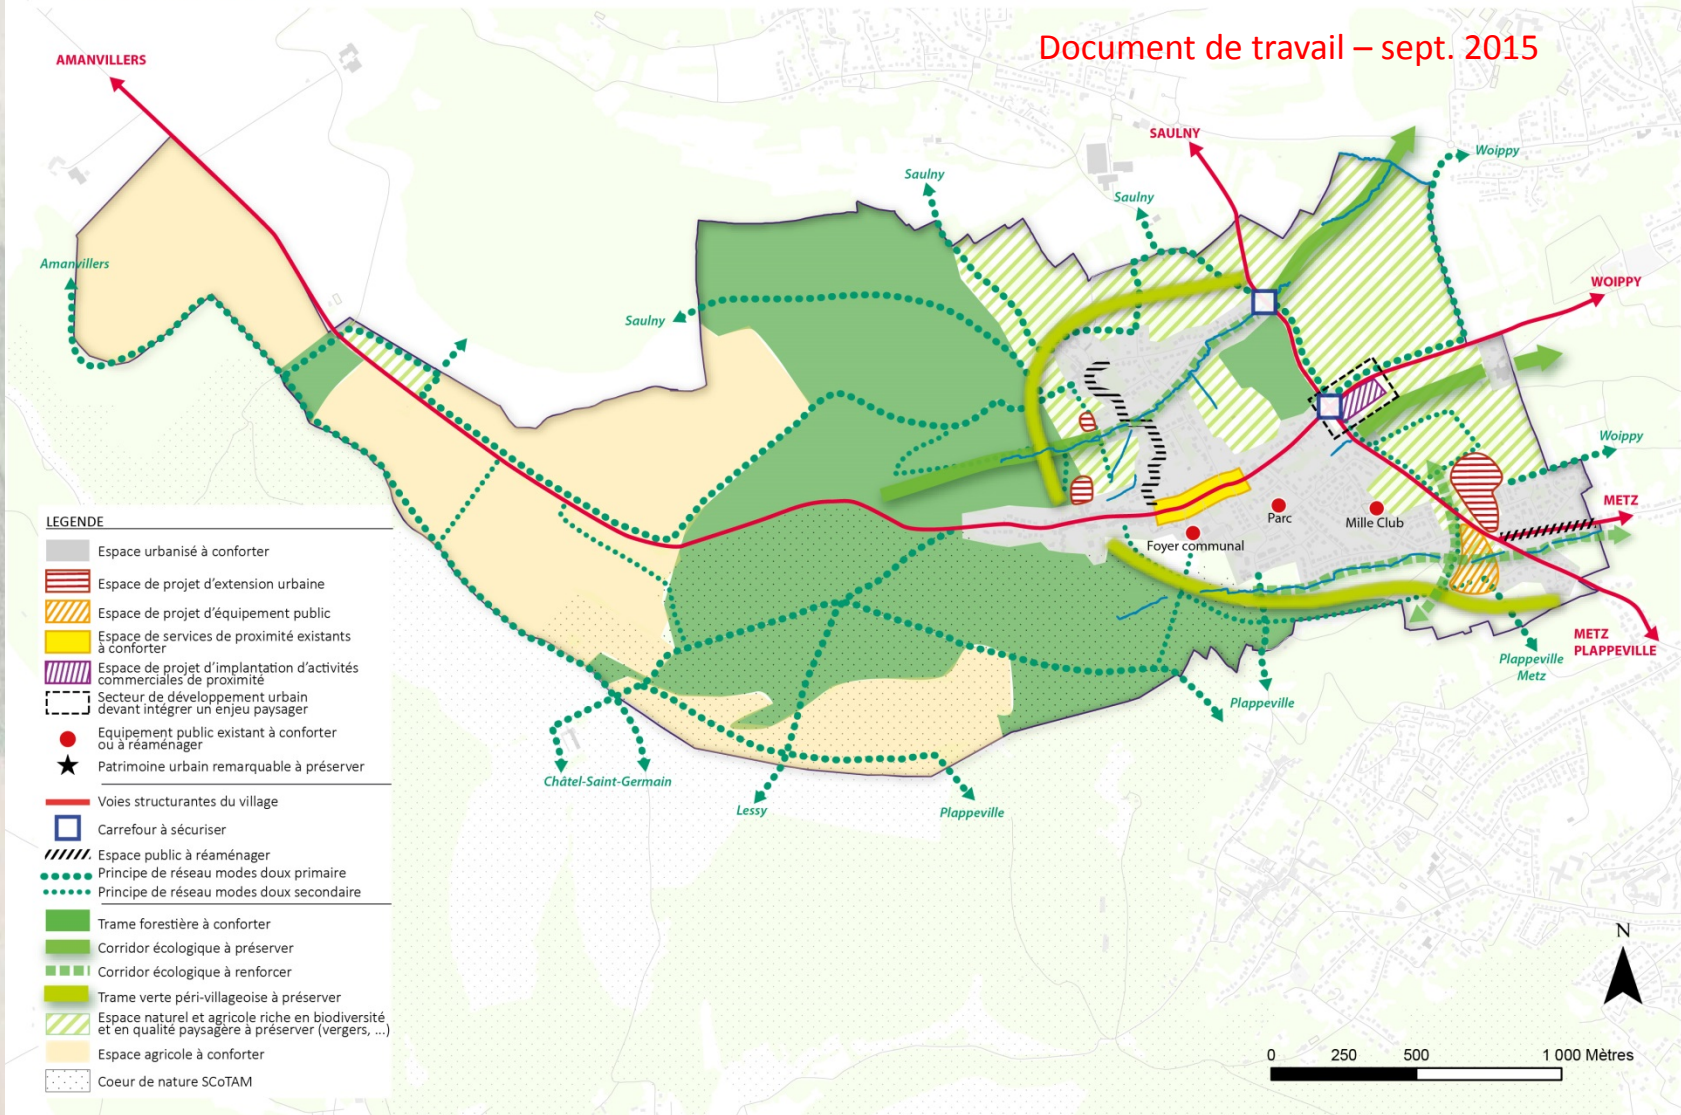 Document de travail – sept. 2015
AMANVILLERS
SAULNY
Woippy
Saulny
Saulny
Amanvillers
WOIPPY
Saulny
Woippy
METZ
Parc
Mille Club
Foyer communal
METZ
PLAPPEVILLE
Plappeville
Metz
Plappeville
Châtel-Saint-Germain
Lessy
Plappeville
LEGENDE
Espace urbanisé à conforter
Espace de projet d'extension urbaine
Espace de projet d'équipement public
Espace de services de proximité existants
à conforter
Espace de projet d'implantation d'activités
commerciales de proximité
Secteur de développement urbain
devant intégrer un enjeu paysager
Equipement public existant à conforter
ou à réaménager
Patrimoine urbain remarquable à préserver
Voies structurantes du village
Carrefour à sécuriser
Espace public à réaménager
Principe de réseau modes doux primaire
Principe de réseau modes doux secondaire
Trame forestière à conforter
Corridor écologique à préserver
Corridor écologique à renforcer
Trame verte péri-villageoise à préserver
Espace naturel et agricole riche en biodiversité
et en qualité paysagère à préserver (vergers, ...)
Espace agricole à conforter
Coeur de nature SCoTAM
N
0 250 500 1 000 Mètres